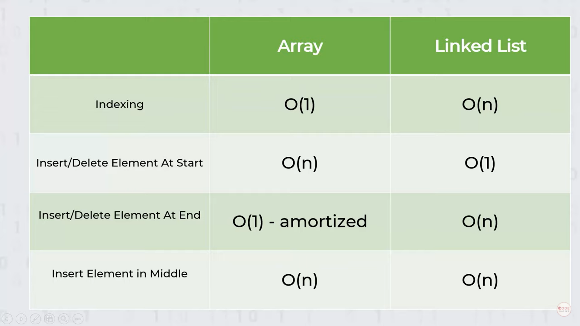 Array Linked List
Indexing O(1) O(n)
Insert/Delete Element At Start O(n) O(1)
Insert/Delete Element At End O(1) - amortized O(n)
Insert Element in Middle O(n) O(n)